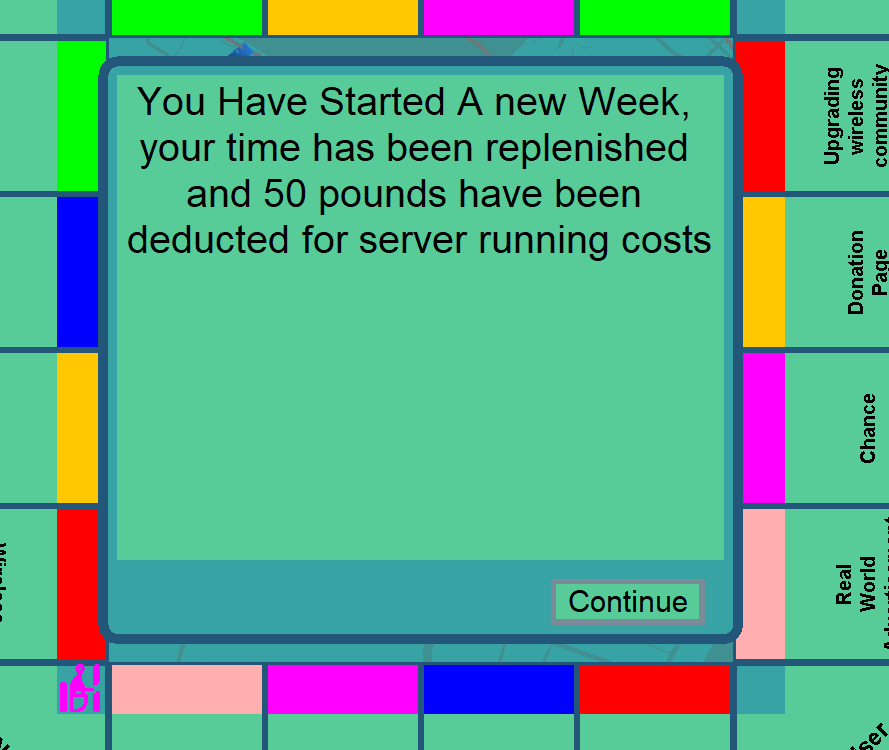 You Have Started A new Week,
your time has been replenished
and 50 pounds have been
deducted for server running costs
Continue
Upgrading
wireless
community
Donation
Page
Chance
Real
World